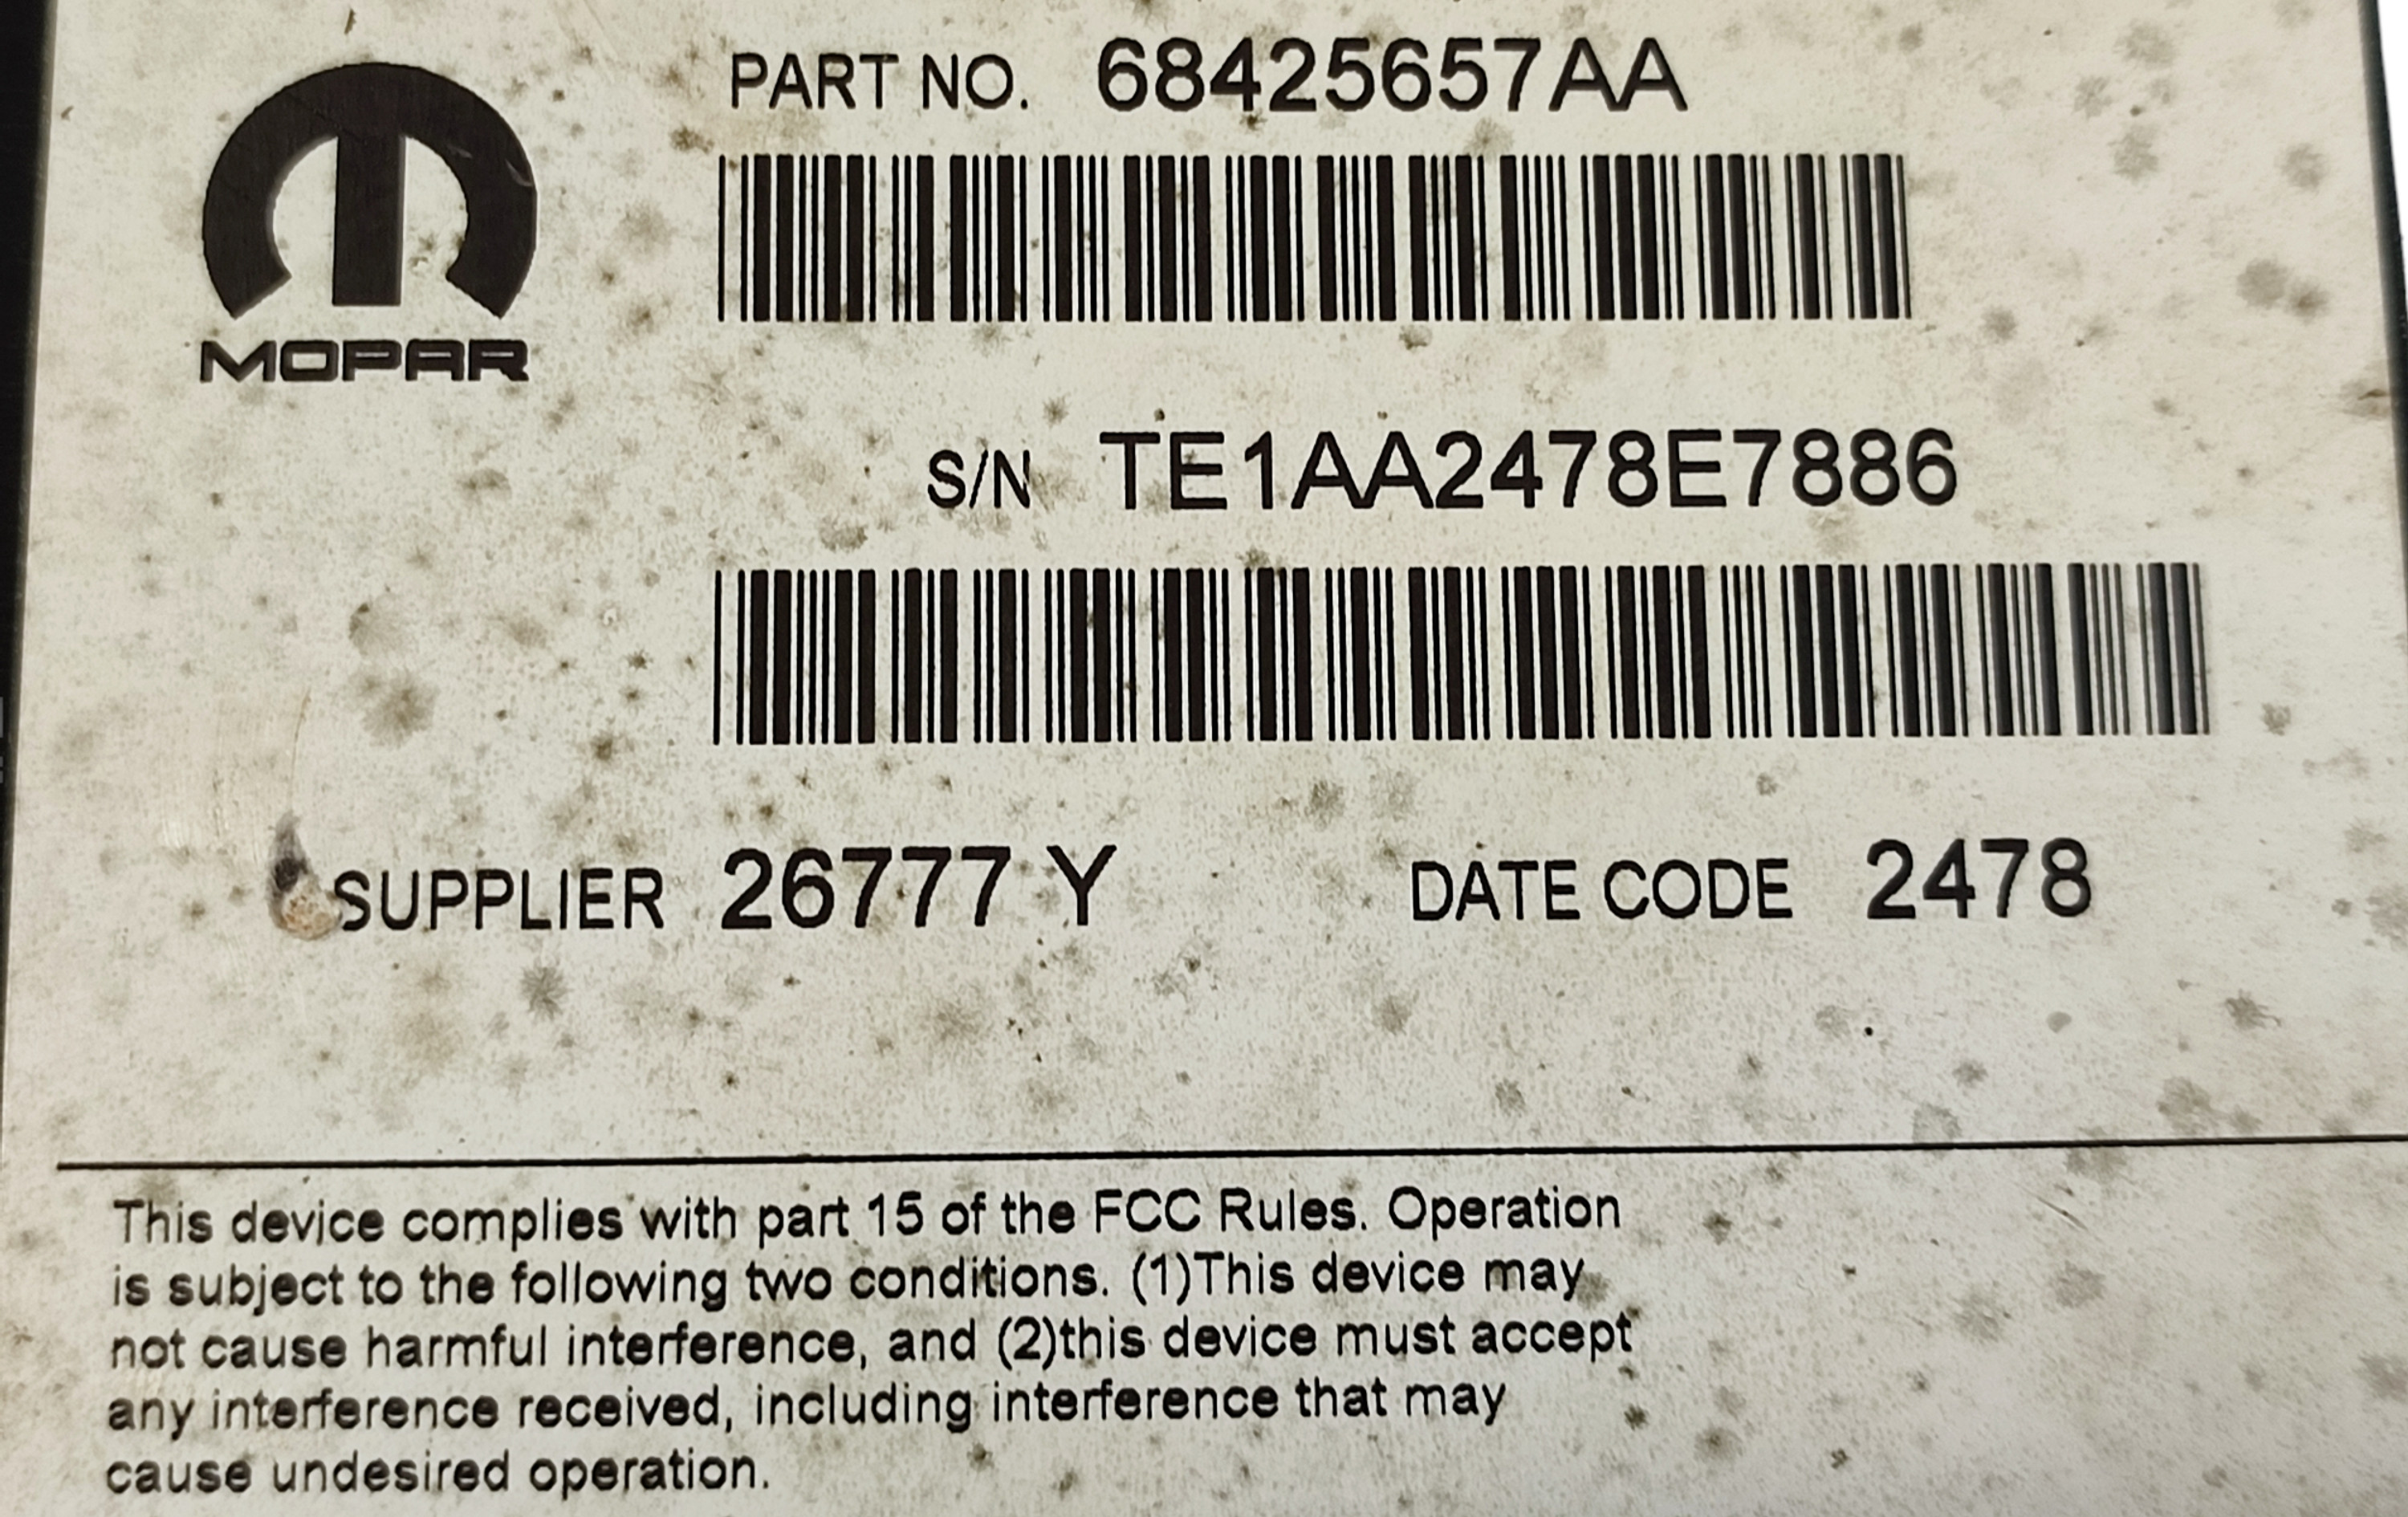 PART NO. 68425657AA
MOPAR
S/N TE1AA2478E7886
SUPPLIER 26777 Y DATE CODE 2478
This device complies with part 15 of the FCC Rules. Operation
is subject to the following two conditions. (1)This device may
not cause harmful interference, and (2)this device must accept
any interference received, including interference that may
cause undesired operation.